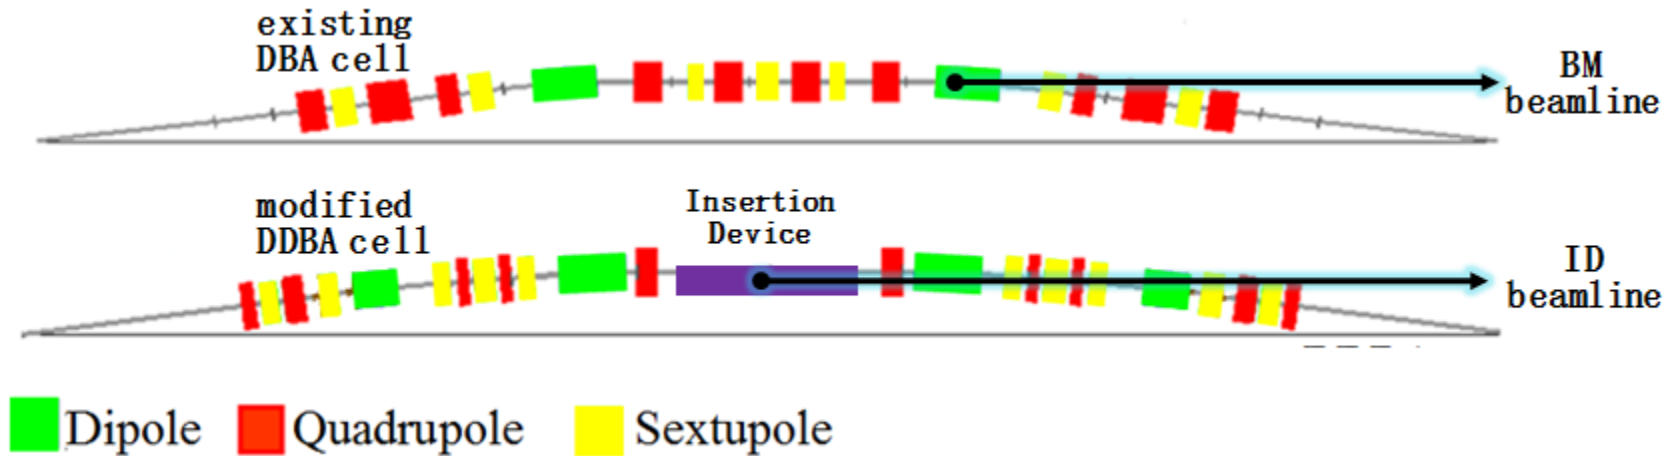 existing
DBA cell
BM
beamline
modified
DDBA cell
Insertion
Device
ID
beamline
Dipole Quadrupole Sextupole